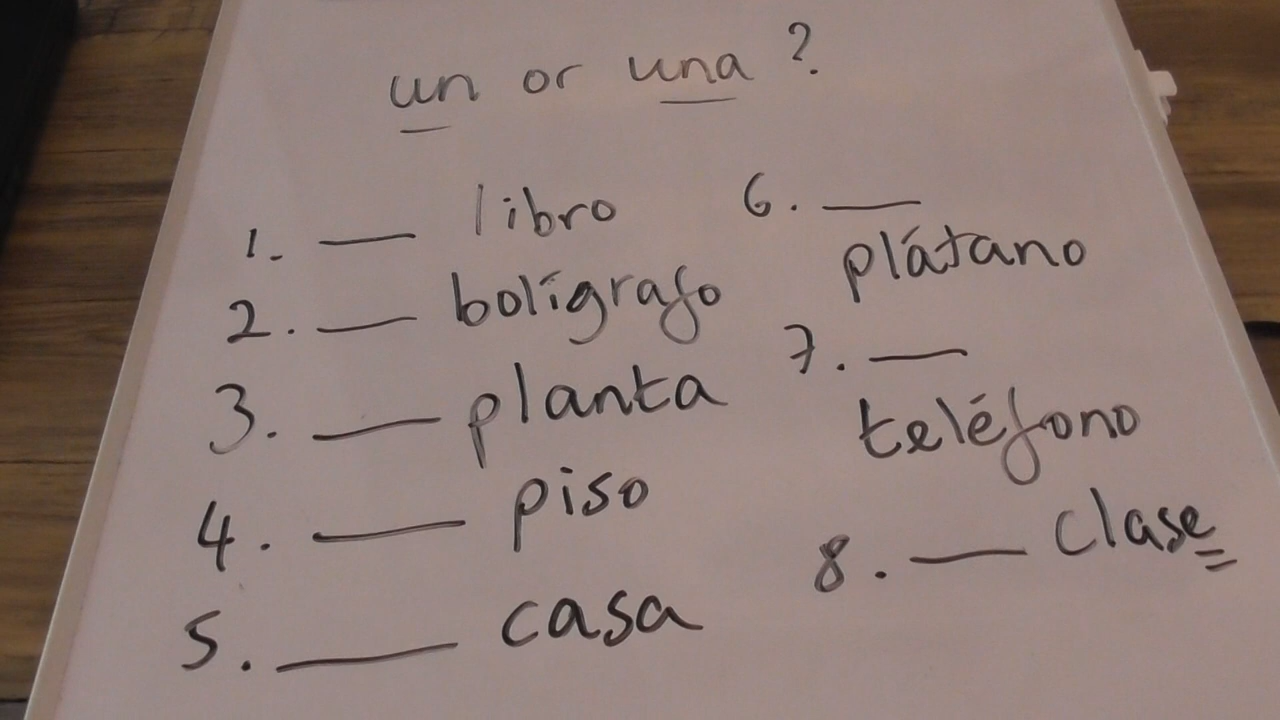 un or una ?
1. ___ libro
2. ___ bolígrafo
3. ___ planta
4. ___ piso
5. ___ casa
6. ___
plátano
7. ___
teléfono
8. ___ clase